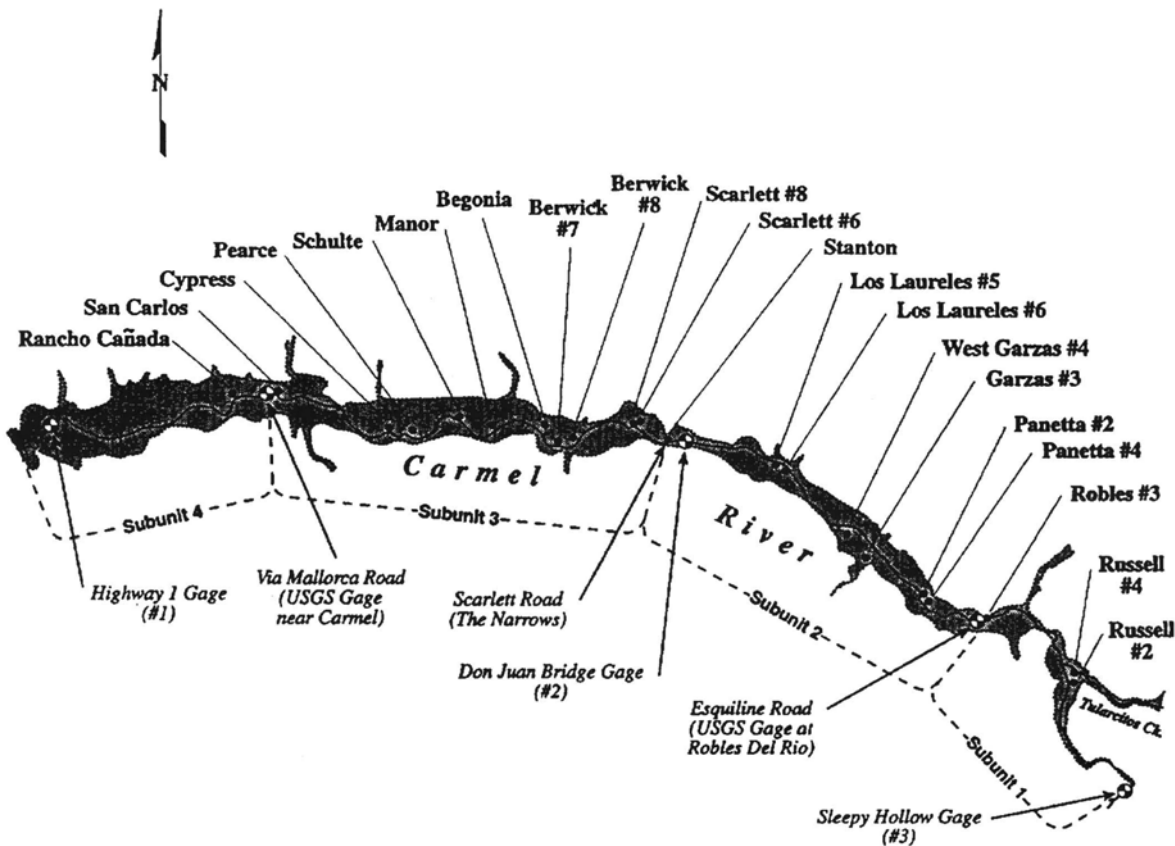 N
Berwick
#8
Scarlett #8
Begonia
Berwick
#7
Scarlett #6
Manor
Stanton
Schulte
Pearce
Los Laureles #5
Cypress
Los Laureles #6
San Carlos
Rancho Cañada
West Garzas #4
Garzas #3
Panetta #2
Panetta #4
Robles #3
Carmel
River
Subunit 4
Subunit 3
Subunit 2
Subunit 1
Russell
#4
Russell
#2
Tularcitos Ck.
Highway 1 Gage
(#1)
Via Mallorca Road
(USGS Gage
near Carmel)
Scarlett Road
(The Narrows)
Don Juan Bridge Gage
(#2)
Esquiline Road
(USGS Gage at
Robles Del Rio)
Sleepy Hollow Gage
(#3)